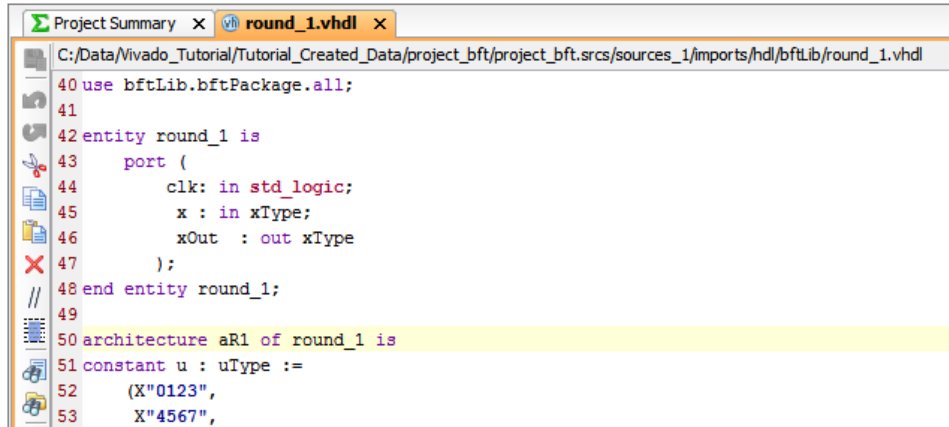 Project Summary × round_1.vhdl ×
C:/Data/Vivado_Tutorial/Tutorial_Created_Data/project_bft/project_bft.srcs/sources_1/imports/hdl/bftLib/round_1.vhdl
40 use bftLib.bftPackage.all;
41
42 entity round_1 is
43     port (
44         clk: in std_logic;
45          x : in xType;
46          xOut  : out xType
47        );
48 end entity round_1;
49
50 architecture aR1 of round_1 is
51 constant u : uType :=
52     (X"0123",
53      X"4567",